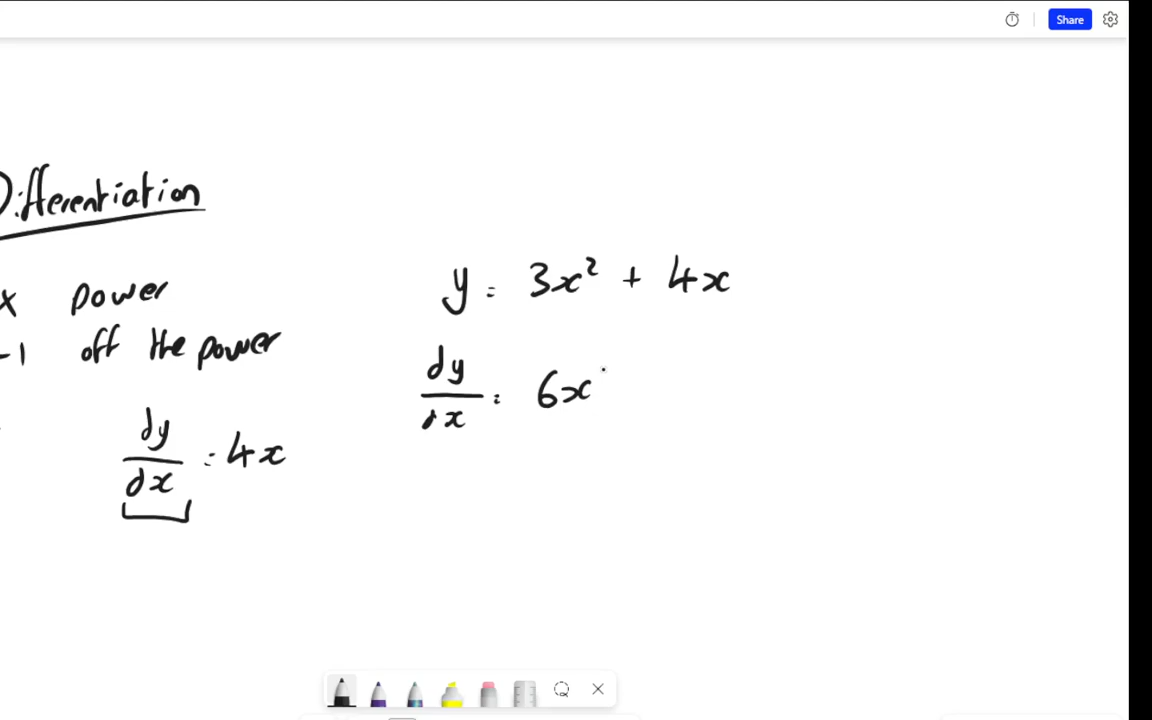 Share
Differentiation
x power
-1 off the power
dy/dx = 4x
y = 3x² + 4x
dy/dx = 6x